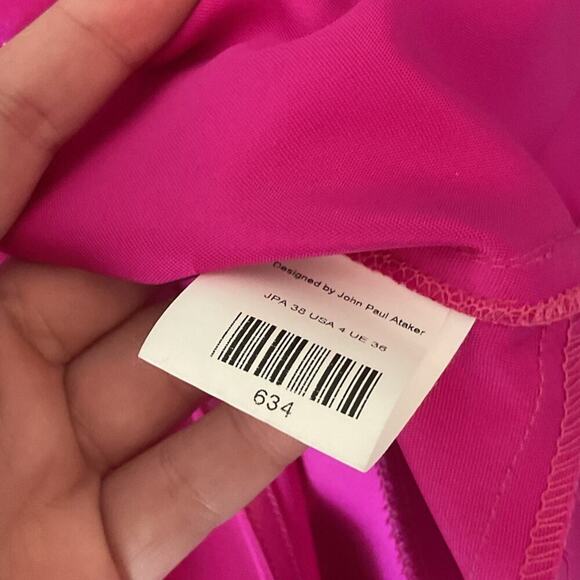 Designed by John Paul Ataker
JPA 38 USA 4 UE 36
634